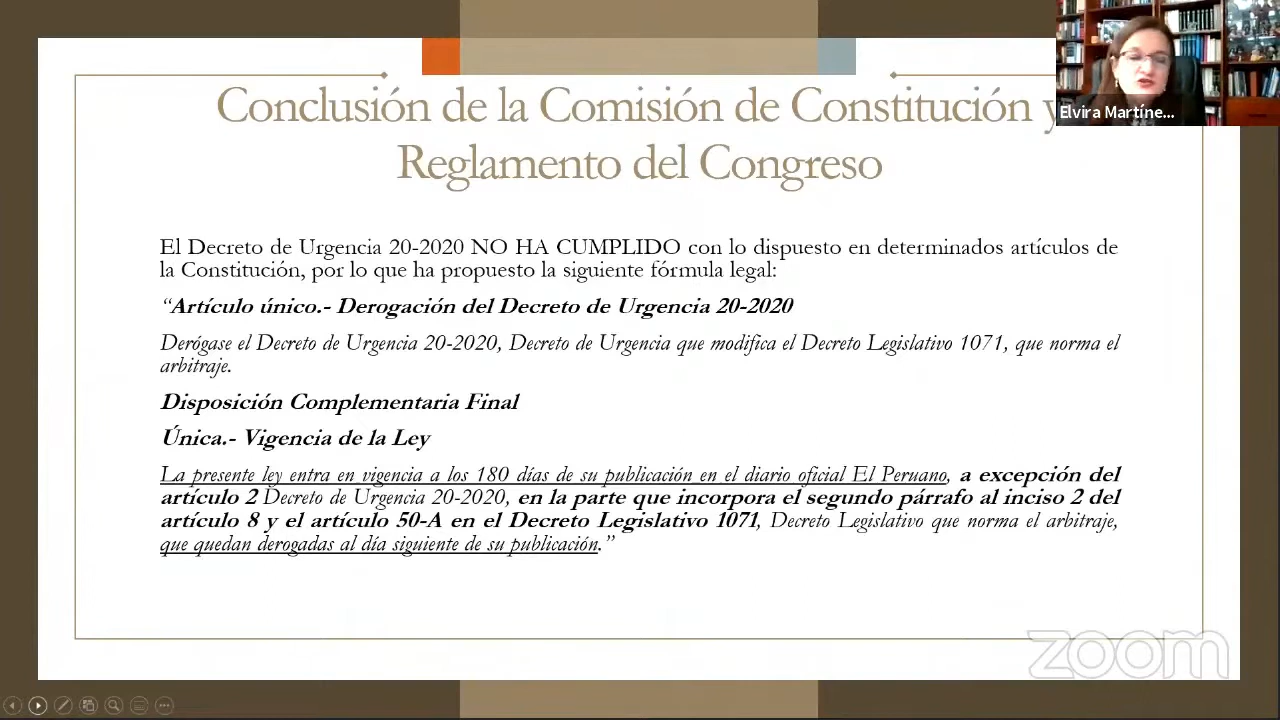 Conclusión de la Comisión de Constitución y
Reglamento del Congreso
Elvira Martíne...
El Decreto de Urgencia 20-2020 NO HA CUMPLIDO con lo dispuesto en determinados artículos de
la Constitución, por lo que ha propuesto la siguiente fórmula legal:
“Artículo único.- Derogación del Decreto de Urgencia 20-2020
Derógase el Decreto de Urgencia 20-2020, Decreto de Urgencia que modifica el Decreto Legislativo 1071, que norma el
arbitraje.
Disposición Complementaria Final
Única.- Vigencia de la Ley
La presente ley entra en vigencia a los 180 días de su publicación en el diario oficial El Peruano, a excepción del
artículo 2 Decreto de Urgencia 20-2020, en la parte que incorpora el segundo párrafo al inciso 2 del
artículo 8 y el artículo 50-A en el Decreto Legislativo 1071, Decreto Legislativo que norma el arbitraje,
que quedan derogadas al día siguiente de su publicación.”
zoom